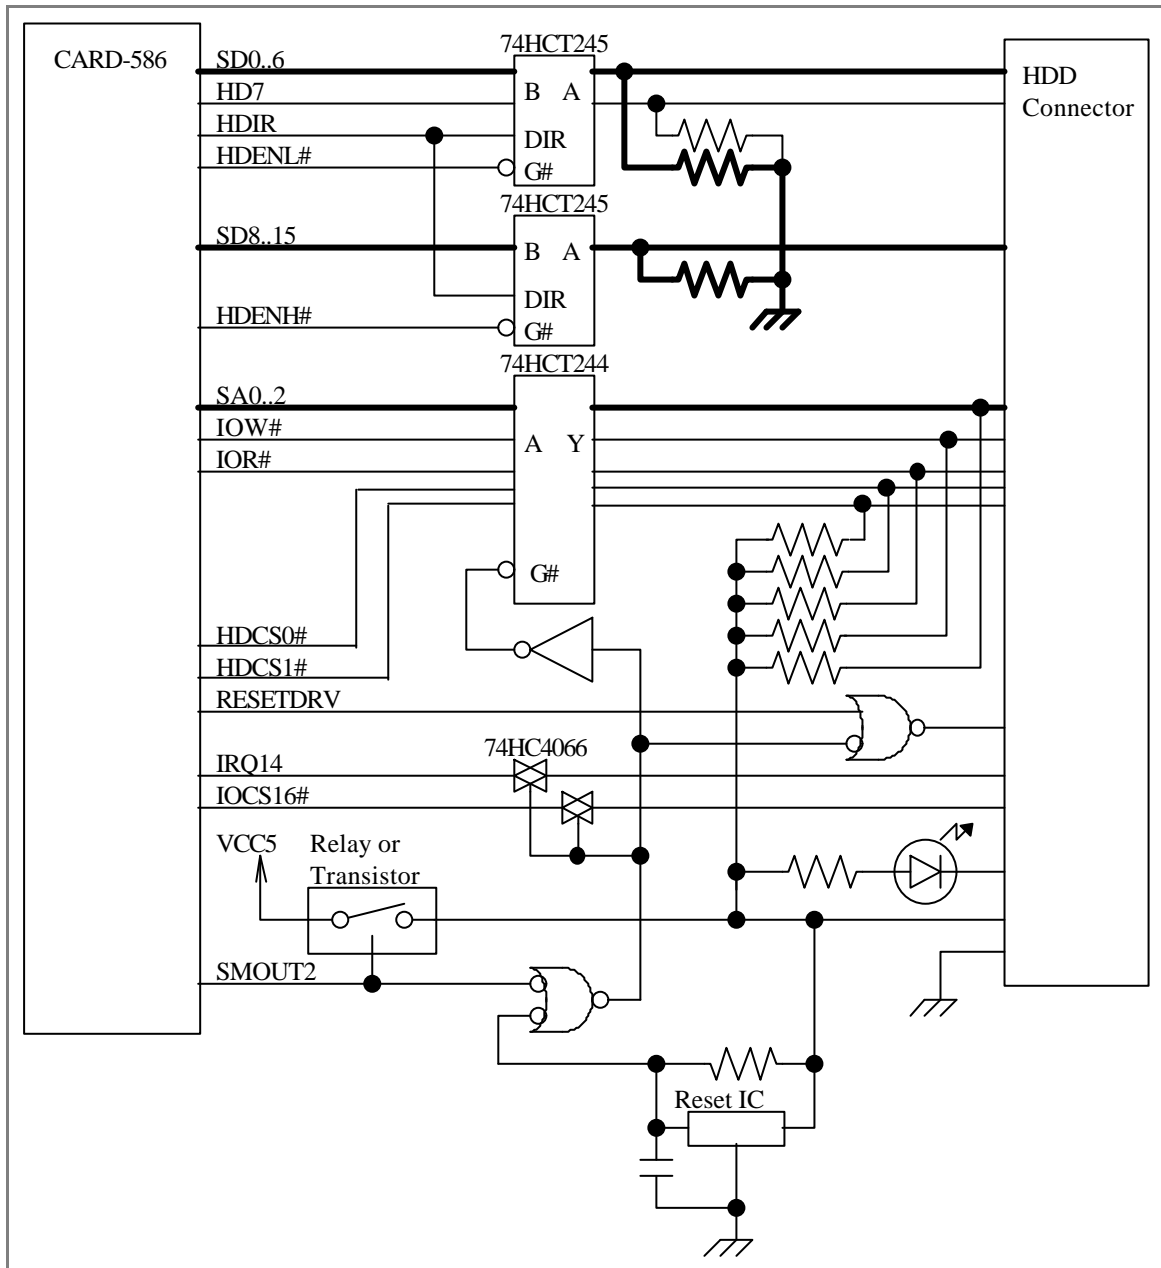 CARD-586
SD0..6
HD7
HDIR
HDENL#
74HCT245
B A
DIR
G#
HDD
Connector
SD8..15
HDENH#
74HCT245
B A
DIR
G#
SA0..2
IOW#
IOR#
74HCT244
A Y
G#
HDCS0#
HDCS1#
RESETDRV
IRQ14
74HC4066
IOCS16#
VCC5
Relay or
Transistor
SMOUT2
Reset IC